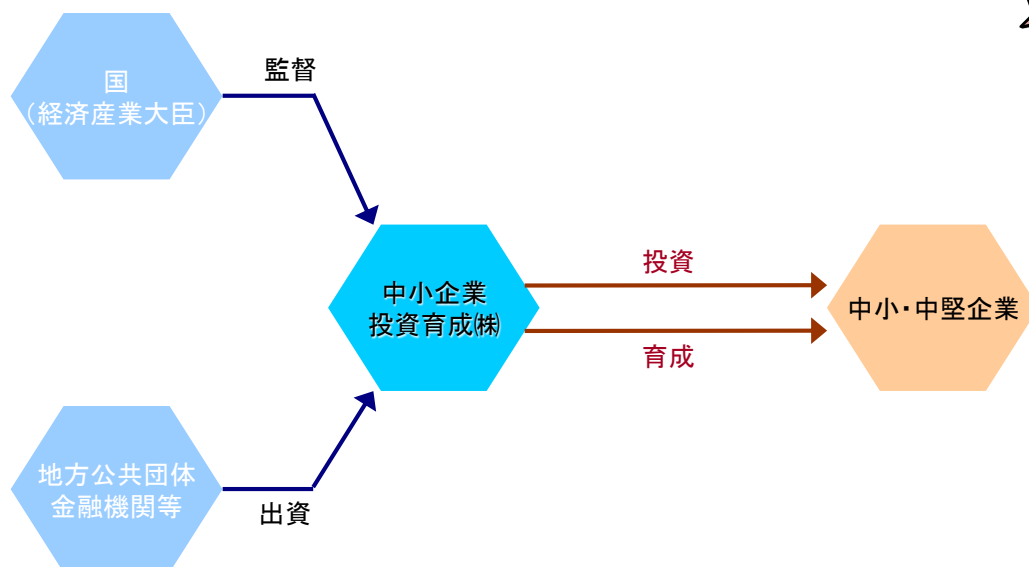 監督
国
（経済産業大臣）
中小企業
投資育成㈱
投資
育成
中小・中堅企業
地方公共団体
金融機関等
出資